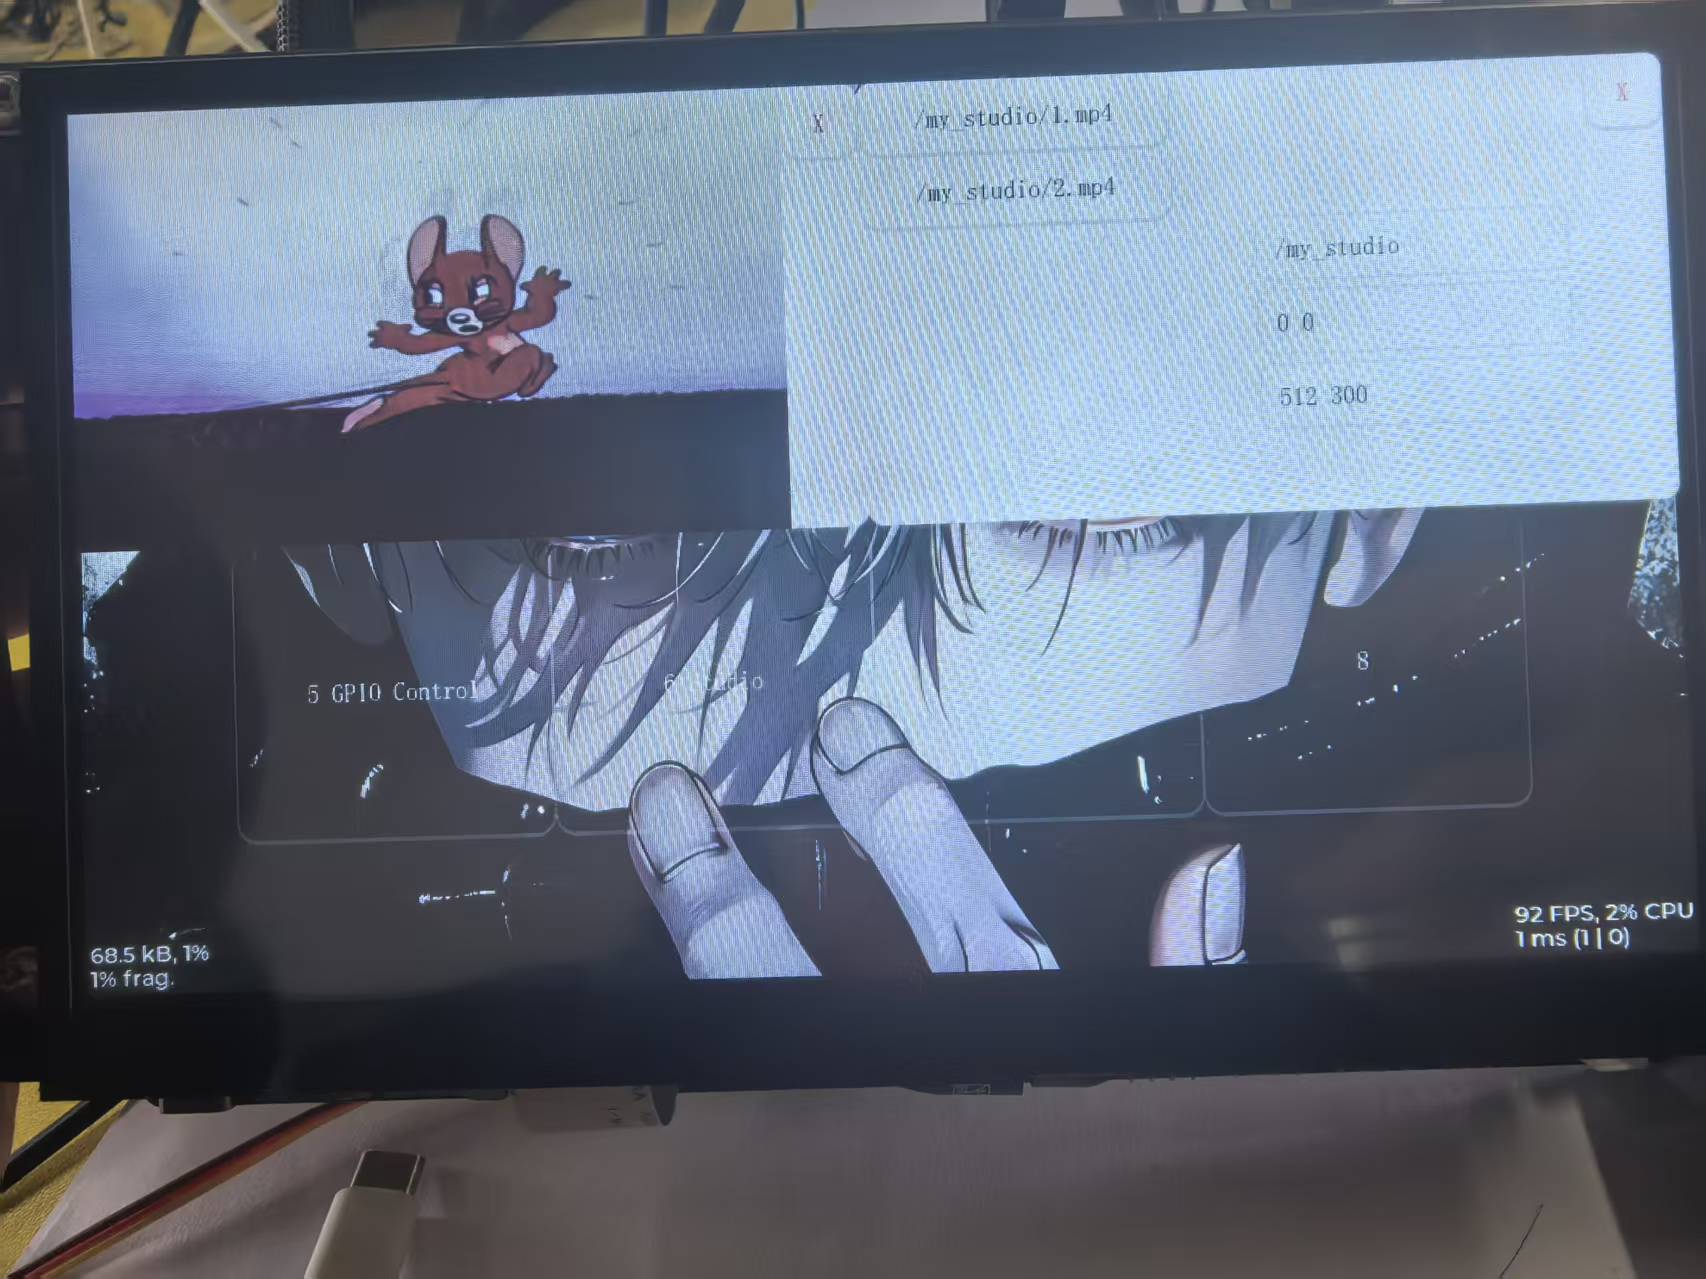 X
/my_studio/1.mp4
X
/my_studio/2.mp4
/my_studio
0 0
512 300
5 GPIO Control
6
8
68.5 kB, 1%
1% frag.
92 FPS, 2% CPU
1 ms (1 | 0)